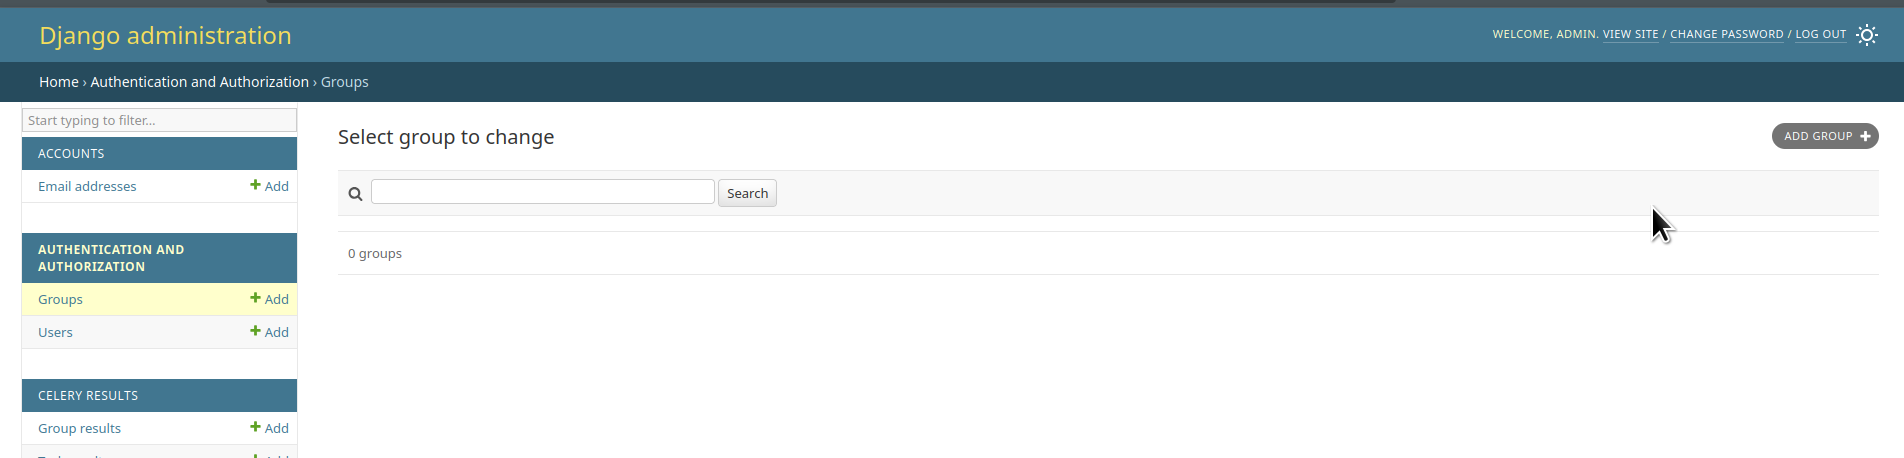 Django administration
WELCOME, ADMIN. VIEW SITE / CHANGE PASSWORD / LOG OUT
Home › Authentication and Authorization › Groups
Start typing to filter...
ACCOUNTS
Email addresses
Add
AUTHENTICATION AND
AUTHORIZATION
Groups
Add
Users
Add
CELERY RESULTS
Group results
Add
Select group to change
ADD GROUP
Search
0 groups